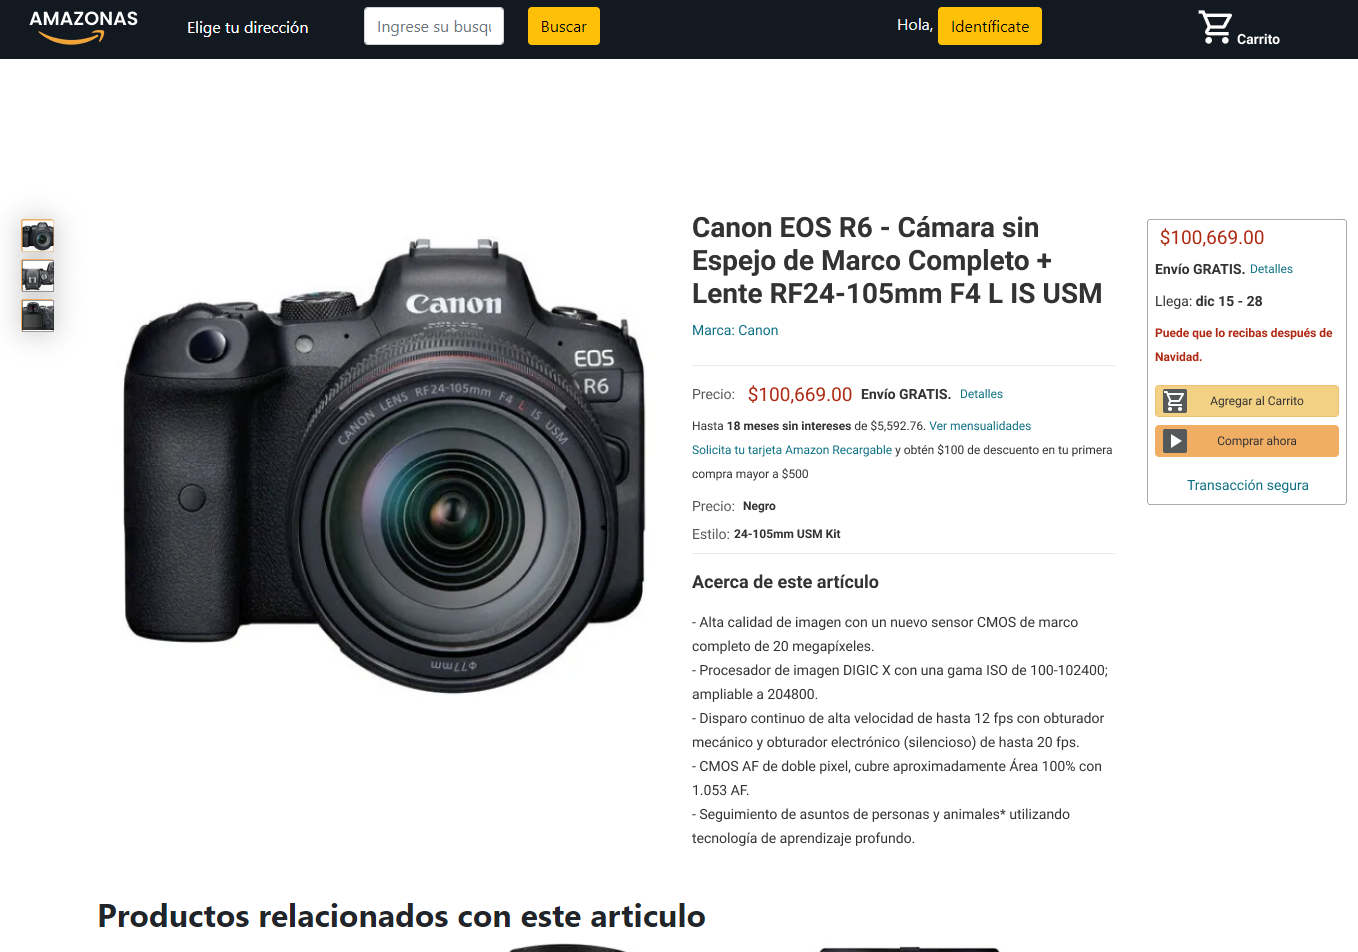 AMAZONAS
Elige tu dirección
Ingrese su busqu
Buscar
Hola,
Identifícate
Carrito
Canon
EOS
R6
CANON LENS RF24-105mm F4 L IS USM
φ77mm
Canon EOS R6 - Cámara sin
Espejo de Marco Completo +
Lente RF24-105mm F4 L IS USM
Marca: Canon
Precio: $100,669.00 Envío GRATIS. Detalles
Hasta 18 meses sin intereses de $5,592.76. Ver mensualidades
Solicita tu tarjeta Amazon Recargable y obtén $100 de descuento en tu primera
compra mayor a $500
Precio: Negro
Estilo: 24-105mm USM Kit
Acerca de este artículo
- Alta calidad de imagen con un nuevo sensor CMOS de marco
completo de 20 megapíxeles.
- Procesador de imagen DIGIC X con una gama ISO de 100-102400;
ampliable a 204800.
- Disparo continuo de alta velocidad de hasta 12 fps con obturador
mecánico y obturador electrónico (silencioso) de hasta 20 fps.
- CMOS AF de doble pixel, cubre aproximadamente Área 100% con
1.053 AF.
- Seguimiento de asuntos de personas y animales* utilizando
tecnología de aprendizaje profundo.
$100,669.00
Envío GRATIS. Detalles
Llega: dic 15 - 28
Puede que lo recibas después de
Navidad.
Agregar al Carrito
Comprar ahora
Transacción segura
Productos relacionados con este articulo